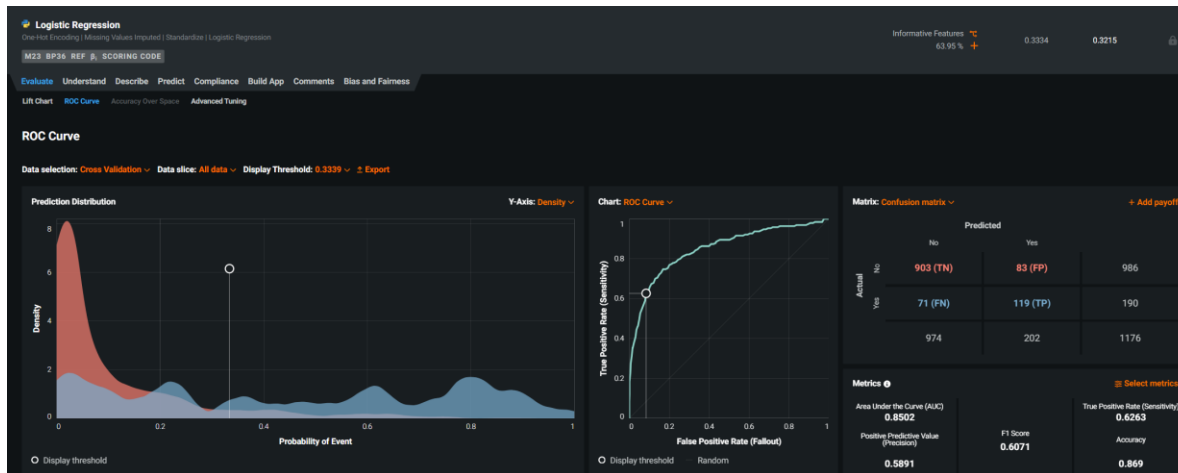 Logistic Regression
One-Hot Encoding | Missing Values Imputed | Standardize | Logistic Regression
M23 BP36 REF βi SCORING CODE
Informative Features
63.95 % +
0.3334
0.3215
Evaluate Understand Describe Predict Compliance Build App Comments Bias and Fairness
Lift Chart ROC Curve Accuracy Over Space Advanced Tuning
ROC Curve
Data selection: Cross Validation Data slice: All data Display Threshold: 0.3339 Export
Prediction Distribution
Y-Axis: Density
8
6
4
2
0
Density
0 0.2 0.4 0.6 0.8 1
Probability of Event
Display threshold
Chart: ROC Curve
1
0.8
0.6
0.4
0.2
0
True Positive Rate (Sensitivity)
0 0.2 0.4 0.6 0.8 1
False Positive Rate (Fallout)
Display threshold Random
Matrix: Confusion matrix
+ Add payoff
Predicted
No Yes
Actual
No 903 (TN) 83 (FP) 986
Yes 71 (FN) 119 (TP) 190
974 202 1176
Metrics
Select metrics
Area Under the Curve (AUC)
0.8502
True Positive Rate (Sensitivity)
0.6263
Positive Predictive Value
(Precision)
0.5891
F1 Score
0.6071
Accuracy
0.869